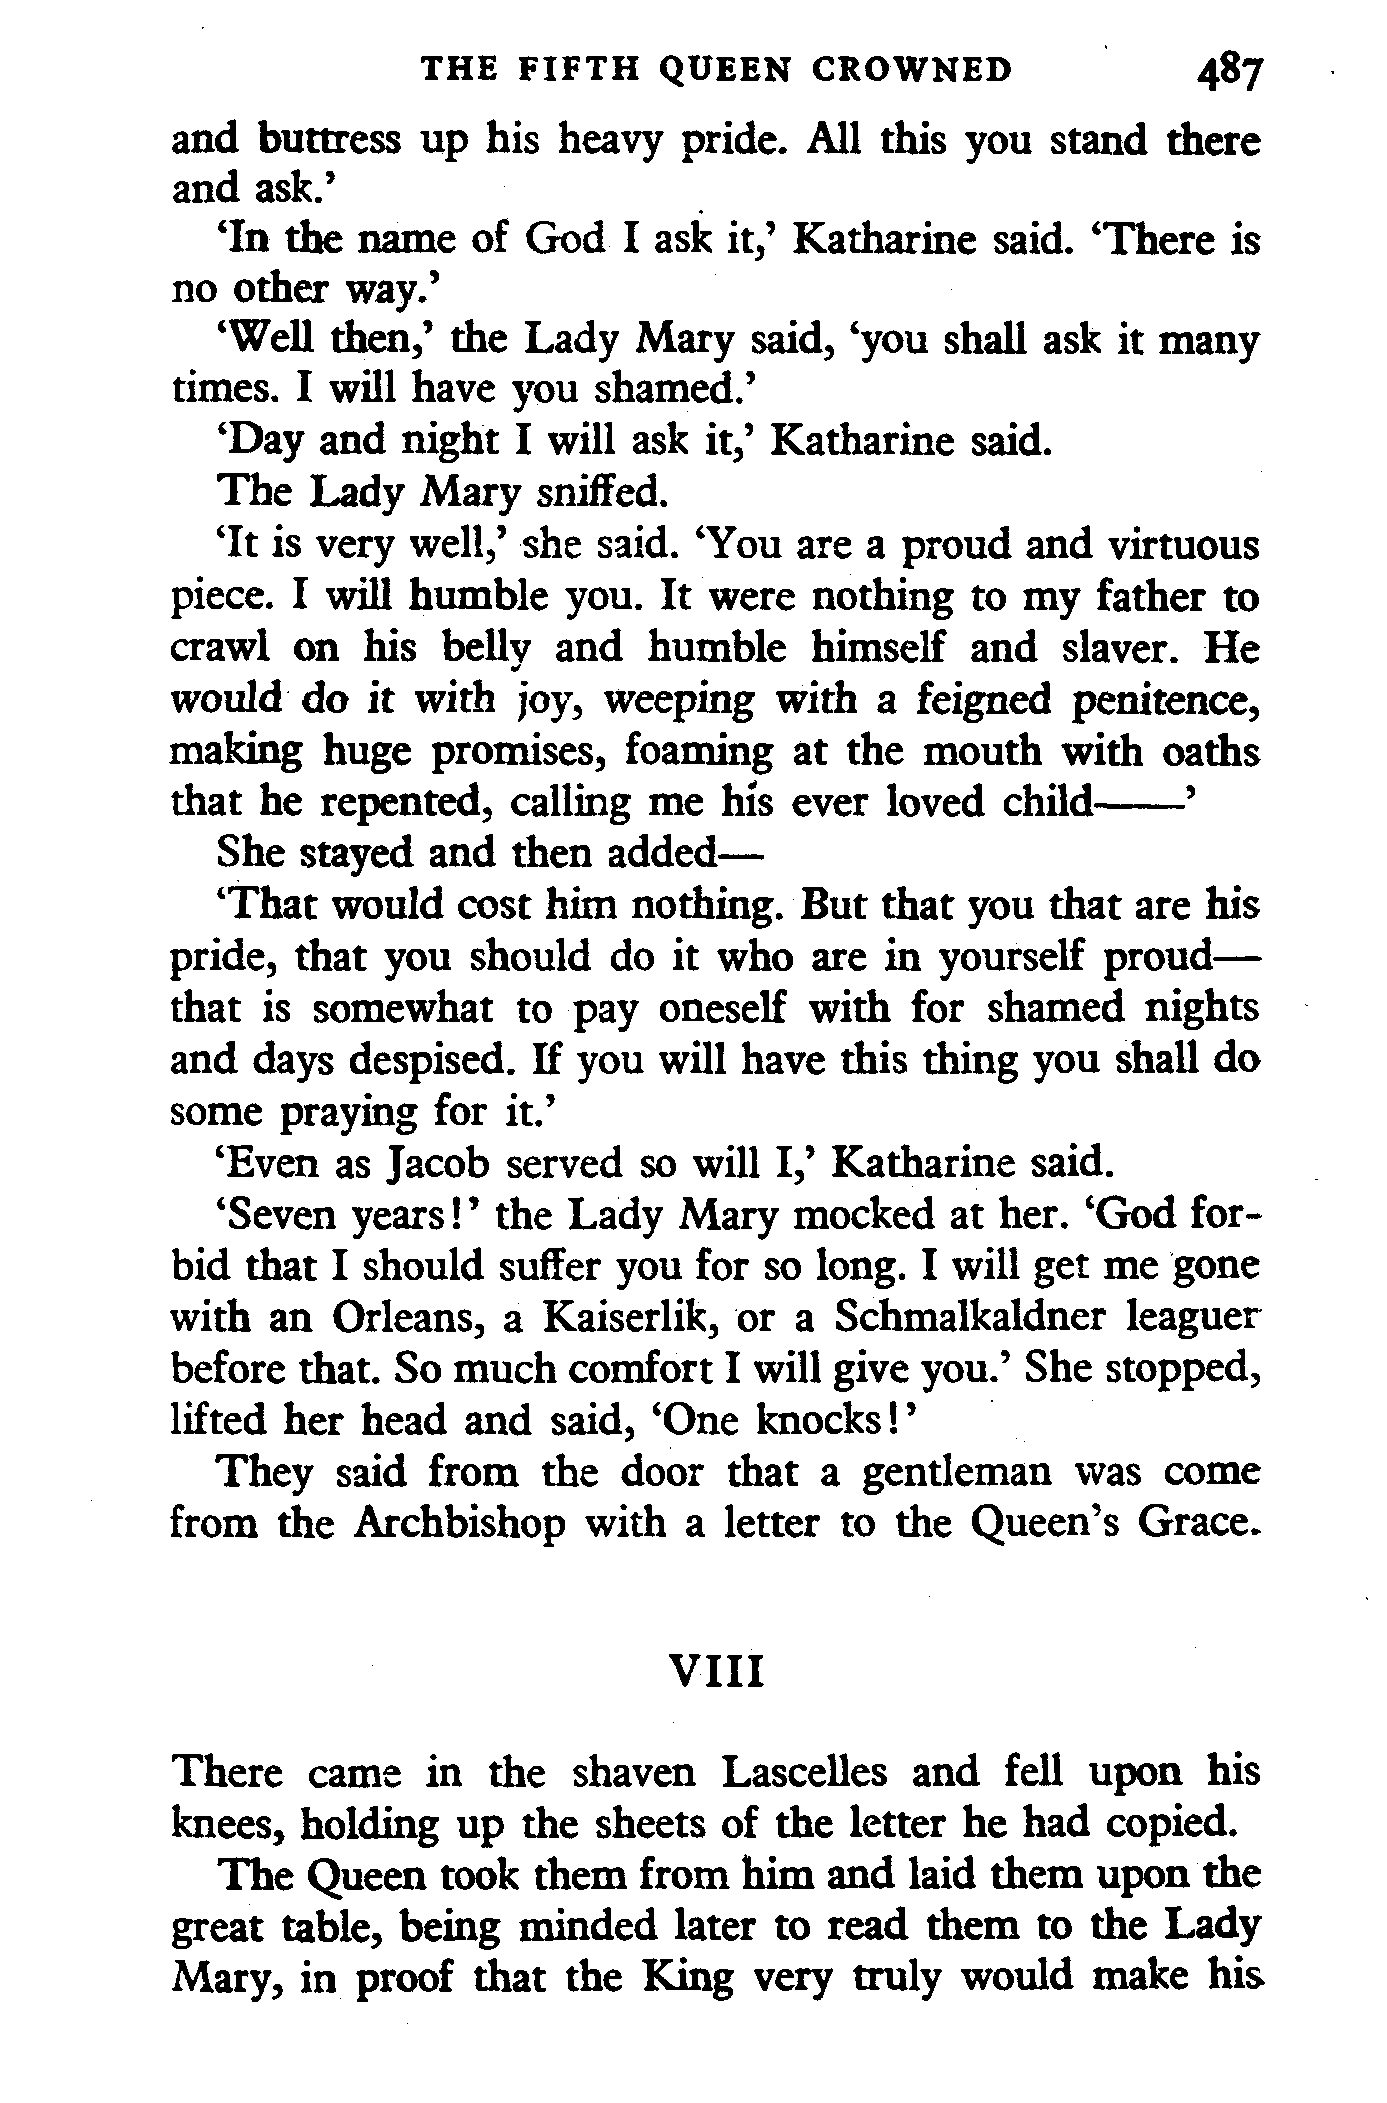 THE FIFTH QUEEN CROWNED 487
and buttress up his heavy pride. All this you stand there
and ask.’
‘In the name of God I ask it,’ Katharine said. ‘There is
no other way.’
‘Well then,’ the Lady Mary said, ‘you shall ask it many
times. I will have you shamed.’
‘Day and night I will ask it,’ Katharine said.
The Lady Mary sniffed.
‘It is very well,’ she said. ‘You are a proud and virtuous
piece. I will humble you. It were nothing to my father to
crawl on his belly and humble himself and slaver. He
would do it with joy, weeping with a feigned penitence,
making huge promises, foaming at the mouth with oaths
that he repented, calling me his ever loved child——’
She stayed and then added—
‘That would cost him nothing. But that you that are his
pride, that you should do it who are in yourself proud—
that is somewhat to pay oneself with for shamed nights
and days despised. If you will have this thing you shall do
some praying for it.’
‘Even as Jacob served so will I,’ Katharine said.
‘Seven years!’ the Lady Mary mocked at her. ‘God for-
bid that I should suffer you for so long. I will get me gone
with an Orleans, a Kaiserlik, or a Schmalkaldner leaguer
before that. So much comfort I will give you.’ She stopped,
lifted her head and said, ‘One knocks!’
They said from the door that a gentleman was come
from the Archbishop with a letter to the Queen’s Grace.
VIII
There came in the shaven Lascelles and fell upon his
knees, holding up the sheets of the letter he had copied.
The Queen took them from him and laid them upon the
great table, being minded later to read them to the Lady
Mary, in proof that the King very truly would make his